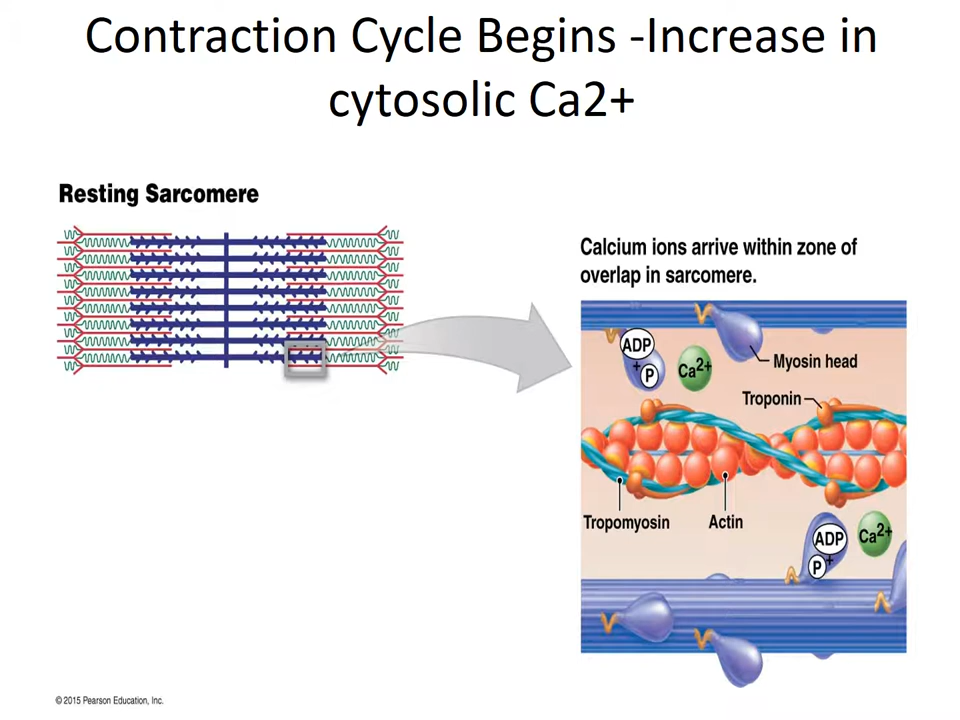 Contraction Cycle Begins -Increase in
cytosolic Ca2+
Resting Sarcomere
Calcium ions arrive within zone of
overlap in sarcomere.
ADP
+
P
Ca2+
Myosin head
Troponin
Tropomyosin
Actin
ADP
+
P
Ca2+
© 2015 Pearson Education, Inc.